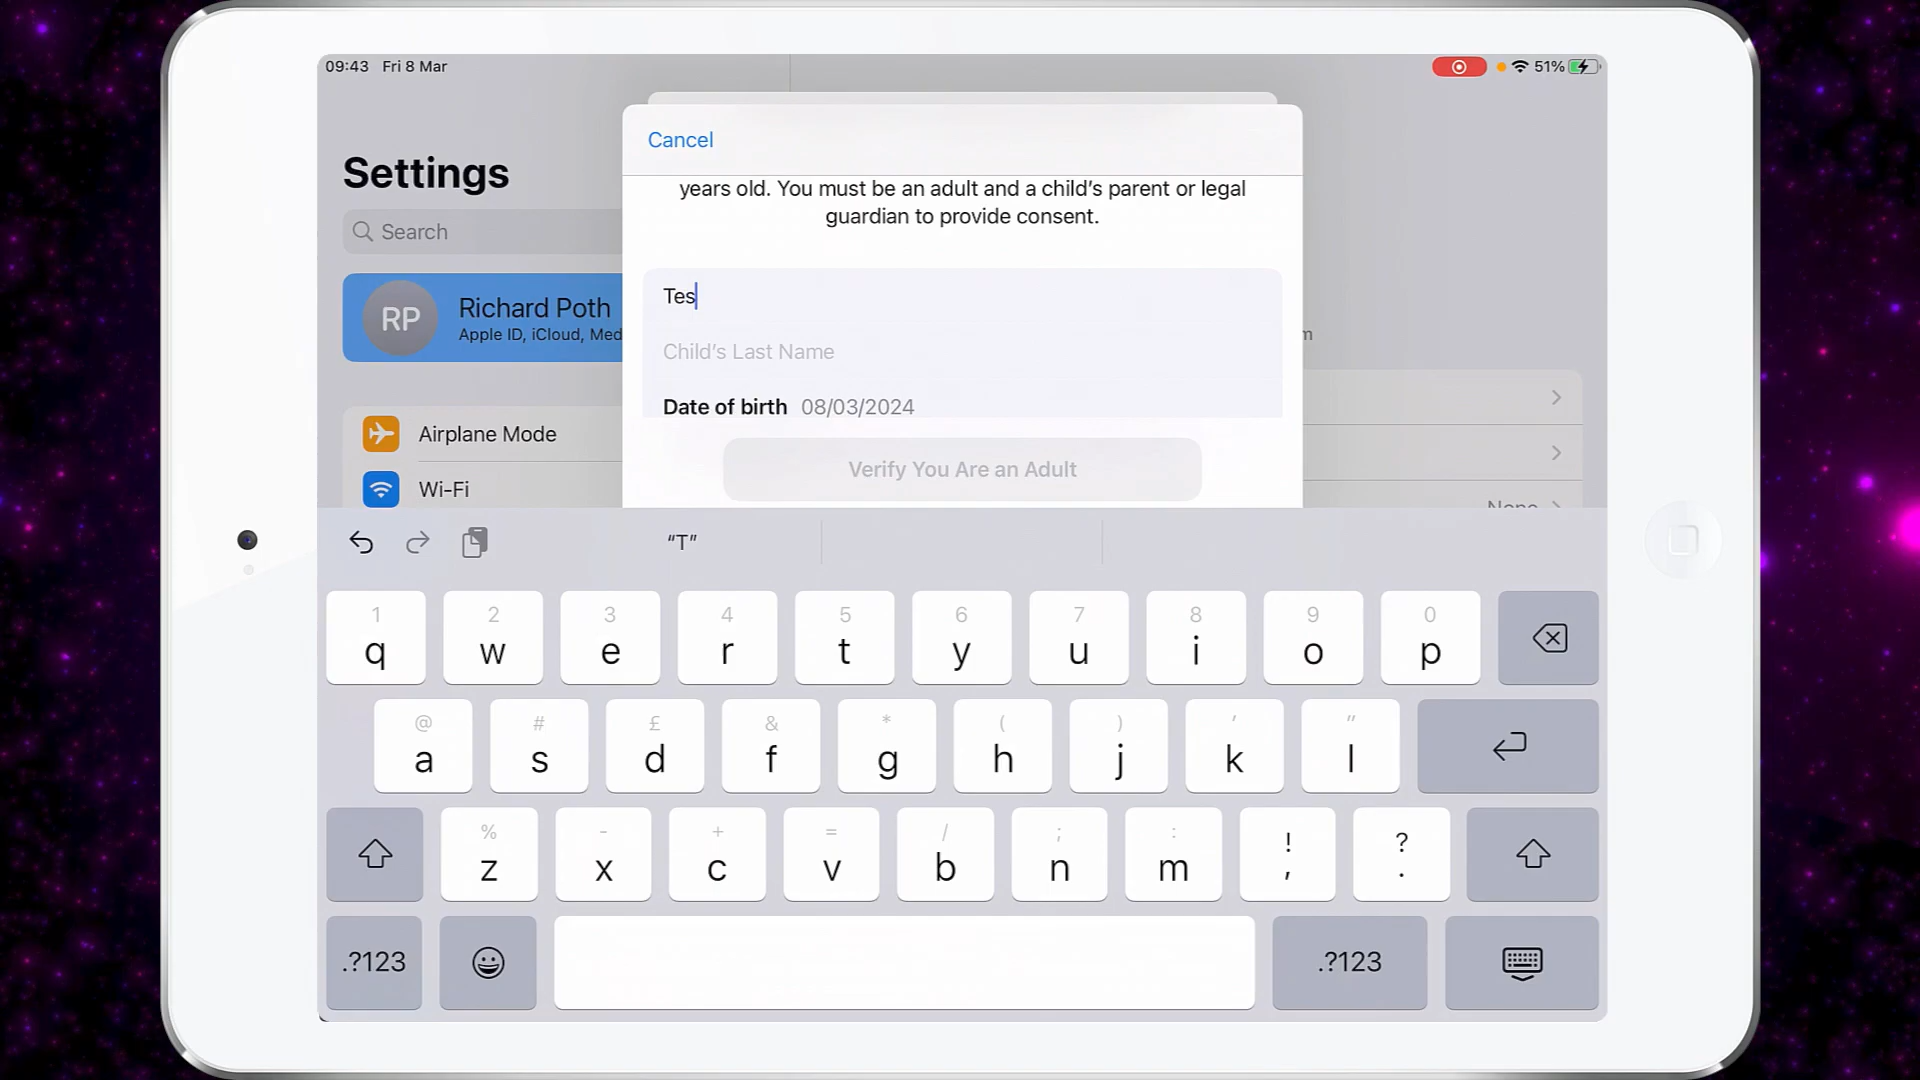 09:43 Fri 8 Mar
51%
Settings
Search
RP
Richard Poth
Apple ID, iCloud, Med
Airplane Mode
Wi-Fi
Cancel
years old. You must be an adult and a child's parent or legal
guardian to provide consent.
Tes
Child's Last Name
Date of birth 08/03/2024
Verify You Are an Adult
m
“T”
1 2 3 4 5 6 7 8 9 0
q w e r t y u i o p
@ # £ & * ( ) ' "
a s d f g h j k l
% - + = / ; : ! ?
z x c v b n m , .
.?123 .?123